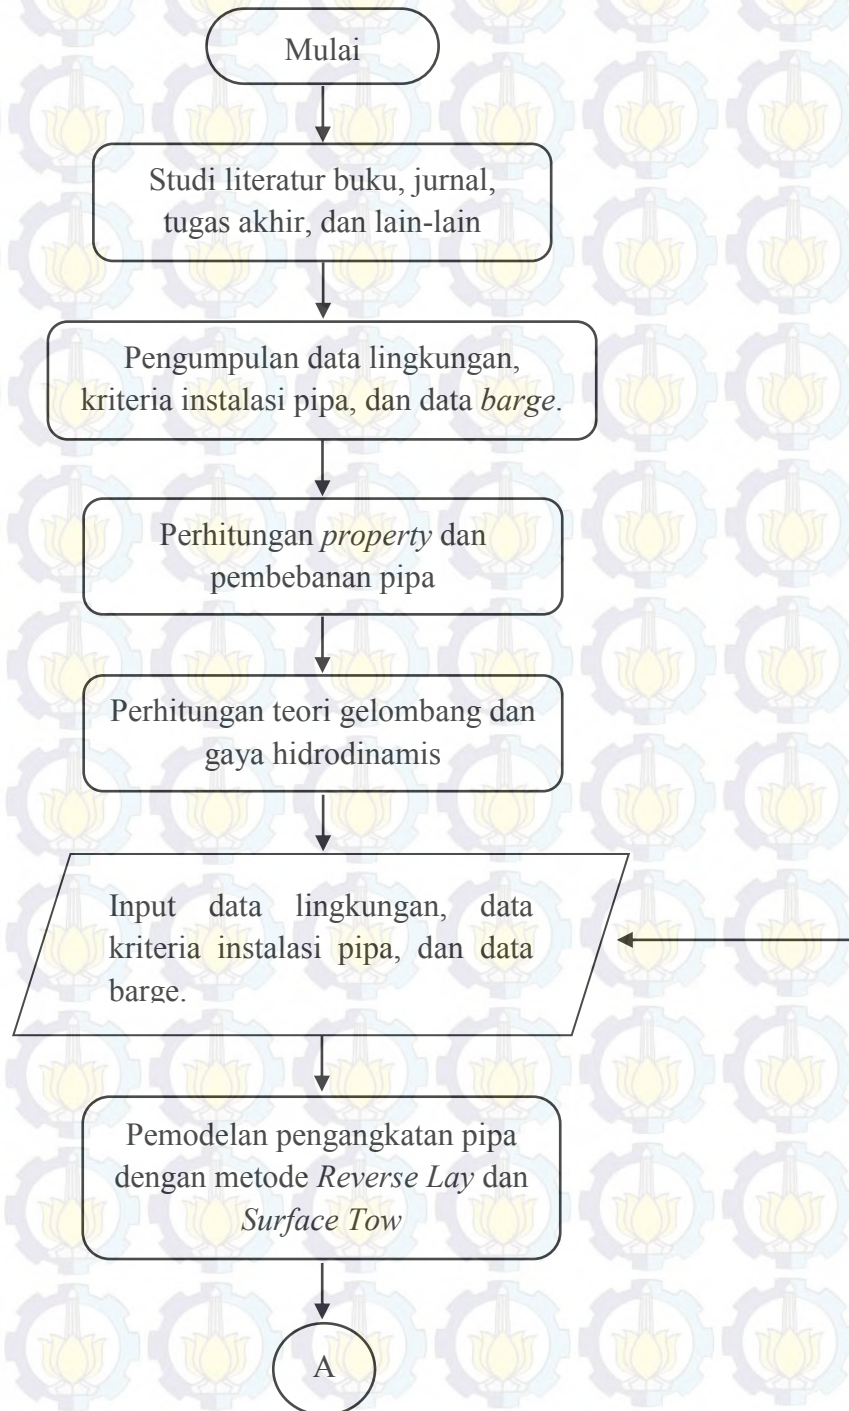 Mulai
Studi literatur buku, jurnal,
tugas akhir, dan lain-lain
Pengumpulan data lingkungan,
kriteria instalasi pipa, dan data barge.
Perhitungan property dan
pembebanan pipa
Perhitungan teori gelombang dan
gaya hidrodinamis
Input data lingkungan, data
kriteria instalasi pipa, dan data
barge.
Pemodelan pengangkatan pipa
dengan metode Reverse Lay dan
Surface Tow
A